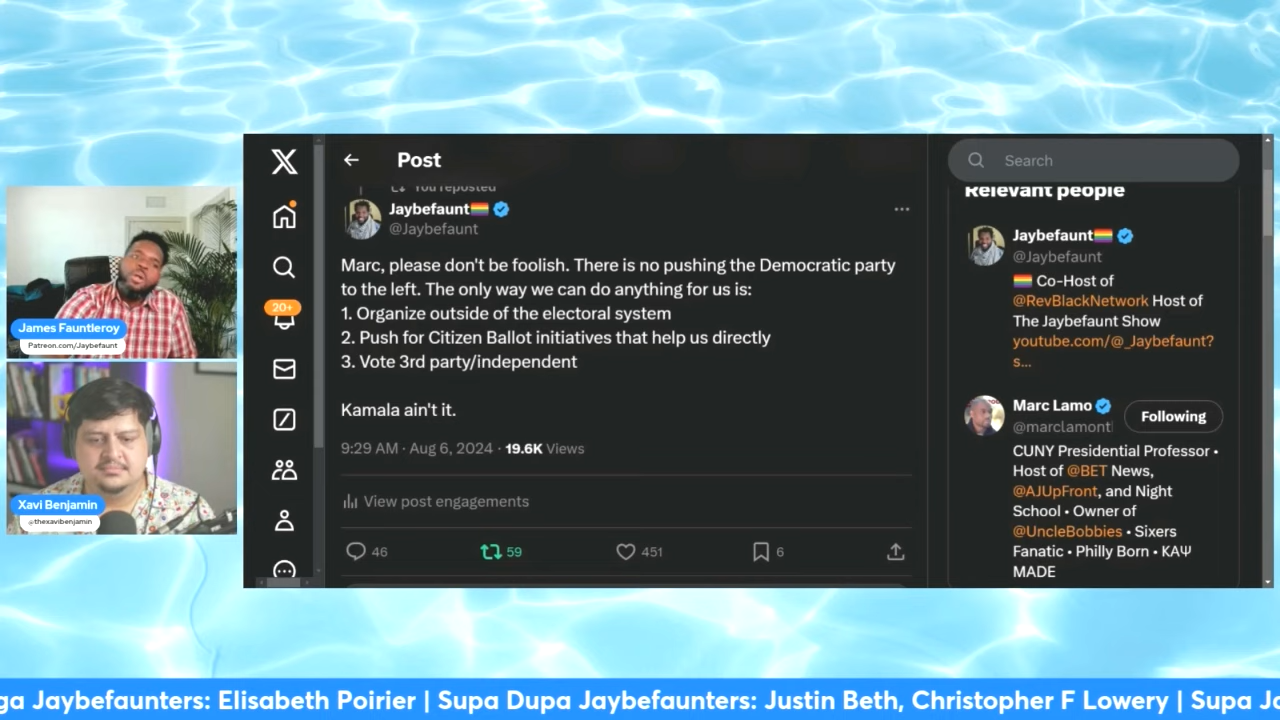 James Fauntleroy
Patreon.com/Jaybefaunt
Xavi Benjamin
@thexavibenjamin
20+
Post
You reposted
Jaybefaunt🏳️‍🌈
@Jaybefaunt
Marc, please don't be foolish. There is no pushing the Democratic party
to the left. The only way we can do anything for us is:
1. Organize outside of the electoral system
2. Push for Citizen Ballot initiatives that help us directly
3. Vote 3rd party/independent
Kamala ain't it.
9:29 AM · Aug 6, 2024 · 19.6K Views
View post engagements
46 59 451 6
Search
Relevant people
Jaybefaunt🏳️‍🌈
@Jaybefaunt
🏳️‍🌈 Co-Host of
@RevBlackNetwork Host of
The Jaybefaunt Show
youtube.com/@_Jaybefaunt?
s...
Marc Lamo
@marclamont
Following
CUNY Presidential Professor •
Host of @BET News,
@AJUpFront, and Night
School • Owner of
@UncleBobbies • Sixers
Fanatic • Philly Born • KAΨ
MADE
ga Jaybefaunters: Elisabeth Poirier | Supa Dupa Jaybefaunters: Justin Beth, Christopher F Lowery | Supa Ja